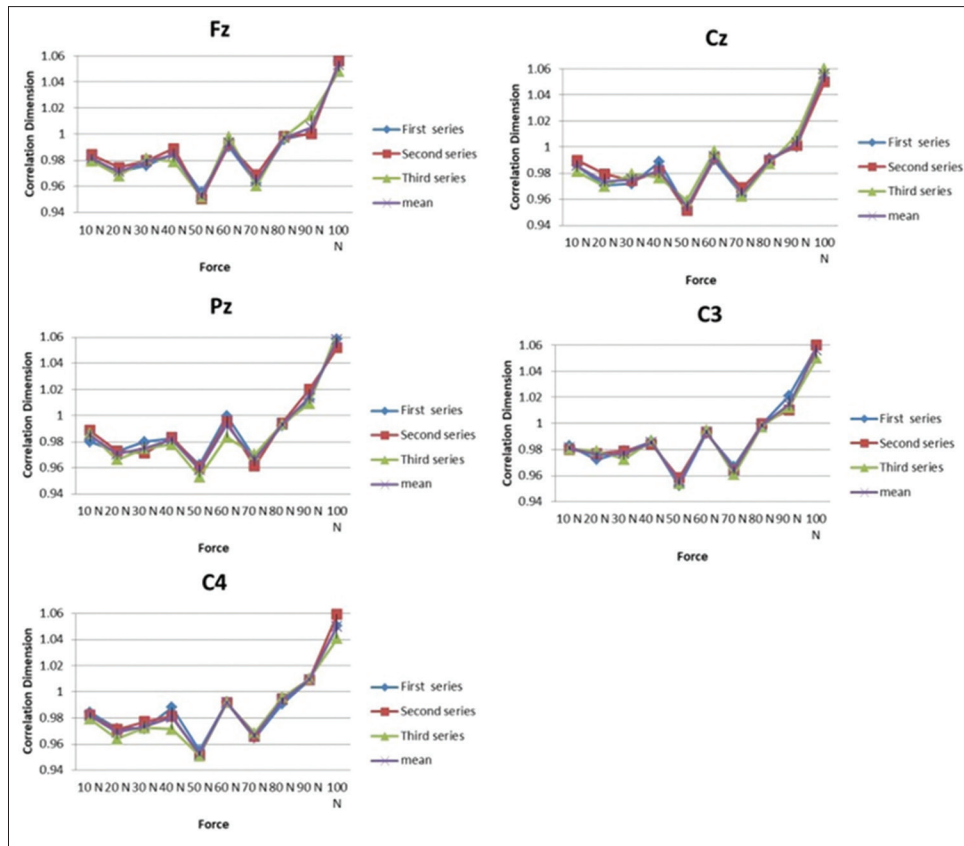 Fz
Correlation Dimension
1.06
1.04
1.02
1
0.98
0.96
0.94
10 N 20 N 30 N 40 N 50 N 60 N 70 N 80 N 90 N 100
N
Force
First series
Second series
Third series
mean
Cz
Correlation Dimension
1.06
1.04
1.02
1
0.98
0.96
0.94
10 N 20 N 30 N 40 N 50 N 60 N 70 N 80 N 90 N 100
N
Force
First series
Second series
Third series
mean
Pz
Correlation Dimension
1.06
1.04
1.02
1
0.98
0.96
0.94
10 N 20 N 30 N 40 N 50 N 60 N 70 N 80 N 90 N 100
N
Force
First series
Second series
Third series
mean
C3
Correlation Dimension
1.06
1.04
1.02
1
0.98
0.96
0.94
10 N 20 N 30 N 40 N 50 N 60 N 70 N 80 N 90 N 100
N
Force
First series
Second series
Third series
mean
C4
Correlation Dimension
1.06
1.04
1.02
1
0.98
0.96
0.94
10 N 20 N 30 N 40 N 50 N 60 N 70 N 80 N 90 N 100
N
Force
First series
Second series
Third series
mean